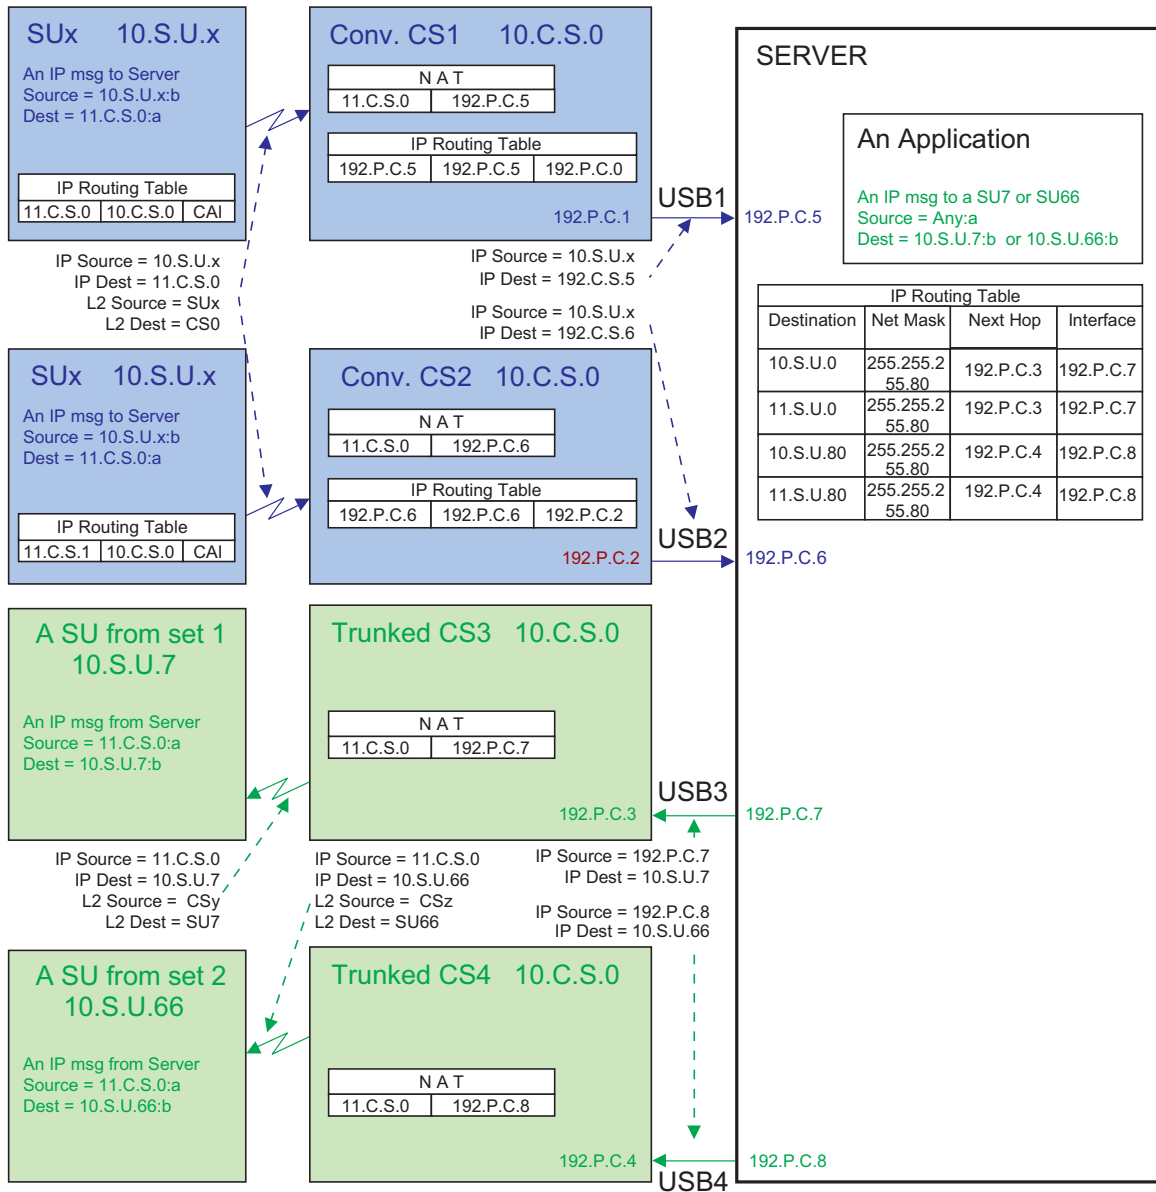 SUx 10.S.U.x
An IP msg to Server
Source = 10.S.U.x:b
Dest = 11.C.S.0:a
IP Routing Table
11.C.S.0 10.C.S.0 CAI
Conv. CS1 10.C.S.0
N A T
11.C.S.0 192.P.C.5
IP Routing Table
192.P.C.5 192.P.C.5 192.P.C.0
192.P.C.1
USB1
192.P.C.5
SERVER
An Application
An IP msg to a SU7 or SU66
Source = Any:a
Dest = 10.S.U.7:b or 10.S.U.66:b
IP Routing Table
Destination Net Mask Next Hop Interface
10.S.U.0 255.255.2 192.P.C.3 192.P.C.7
55.80
11.S.U.0 255.255.2 192.P.C.3 192.P.C.7
55.80
10.S.U.80 255.255.2 192.P.C.4 192.P.C.8
55.80
11.S.U.80 255.255.2 192.P.C.4 192.P.C.8
55.80
IP Source = 10.S.U.x
IP Dest = 11.C.S.0
L2 Source = SUx
L2 Dest = CS0
IP Source = 10.S.U.x
IP Dest = 192.C.S.5
IP Source = 10.S.U.x
IP Dest = 192.C.S.6
SUx 10.S.U.x
An IP msg to Server
Source = 10.S.U.x:b
Dest = 11.C.S.0:a
IP Routing Table
11.C.S.1 10.C.S.0 CAI
Conv. CS2 10.C.S.0
N A T
11.C.S.0 192.P.C.6
IP Routing Table
192.P.C.6 192.P.C.6 192.P.C.2
192.P.C.2
USB2
192.P.C.6
A SU from set 1
10.S.U.7
An IP msg from Server
Source = 11.C.S.0:a
Dest = 10.S.U.7:b
Trunked CS3 10.C.S.0
N A T
11.C.S.0 192.P.C.7
192.P.C.3
USB3
192.P.C.7
IP Source = 11.C.S.0
IP Dest = 10.S.U.7
L2 Source = CSy
L2 Dest = SU7
IP Source = 11.C.S.0
IP Dest = 10.S.U.66
L2 Source = CSz
L2 Dest = SU66
IP Source = 192.P.C.7
IP Dest = 10.S.U.7
IP Source = 192.P.C.8
IP Dest = 10.S.U.66
A SU from set 2
10.S.U.66
An IP msg from Server
Source = 11.C.S.0:a
Dest = 10.S.U.66:b
Trunked CS4 10.C.S.0
N A T
11.C.S.0 192.P.C.8
192.P.C.4
USB4
192.P.C.8